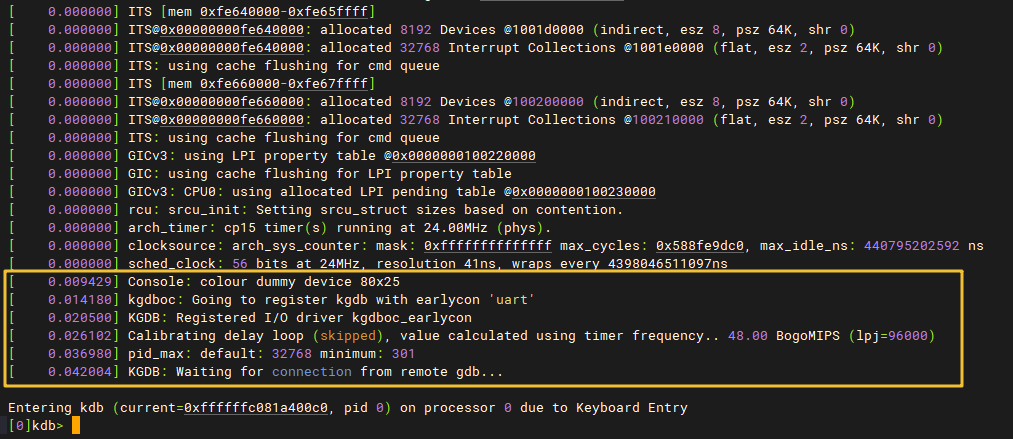 [    0.000000] ITS [mem 0xfe640000-0xfe65ffff]
[    0.000000] ITS@0x00000000fe640000: allocated 8192 Devices @1001d0000 (indirect, esz 8, psz 64K, shr 0)
[    0.000000] ITS@0x00000000fe640000: allocated 32768 Interrupt Collections @1001e0000 (flat, esz 2, psz 64K, shr 0)
[    0.000000] ITS: using cache flushing for cmd queue
[    0.000000] ITS [mem 0xfe660000-0xfe67ffff]
[    0.000000] ITS@0x00000000fe660000: allocated 8192 Devices @100200000 (indirect, esz 8, psz 64K, shr 0)
[    0.000000] ITS@0x00000000fe660000: allocated 32768 Interrupt Collections @100210000 (flat, esz 2, psz 64K, shr 0)
[    0.000000] ITS: using cache flushing for cmd queue
[    0.000000] GICv3: using LPI property table @0x0000000100220000
[    0.000000] GIC: using cache flushing for LPI property table
[    0.000000] GICv3: CPU0: using allocated LPI pending table @0x0000000100230000
[    0.000000] rcu: srcu_init: Setting srcu_struct sizes based on contention.
[    0.000000] arch_timer: cp15 timer(s) running at 24.00MHz (phys).
[    0.000000] clocksource: arch_sys_counter: mask: 0xffffffffffffff max_cycles: 0x588fe9dc0, max_idle_ns: 440795202592 ns
[    0.000000] sched_clock: 56 bits at 24MHz, resolution 41ns, wraps every 4398046511097ns
[    0.009429] Console: colour dummy device 80x25
[    0.014180] kgdboc: Going to register kgdb with earlycon 'uart'
[    0.020500] KGDB: Registered I/O driver kgdboc_earlycon
[    0.026102] Calibrating delay loop (skipped), value calculated using timer frequency.. 48.00 BogoMIPS (lpj=96000)
[    0.036980] pid_max: default: 32768 minimum: 301
[    0.042004] KGDB: Waiting for connection from remote gdb...
Entering kdb (current=0xffffffc081a400c0, pid 0) on processor 0 due to Keyboard Entry
[0]kdb>